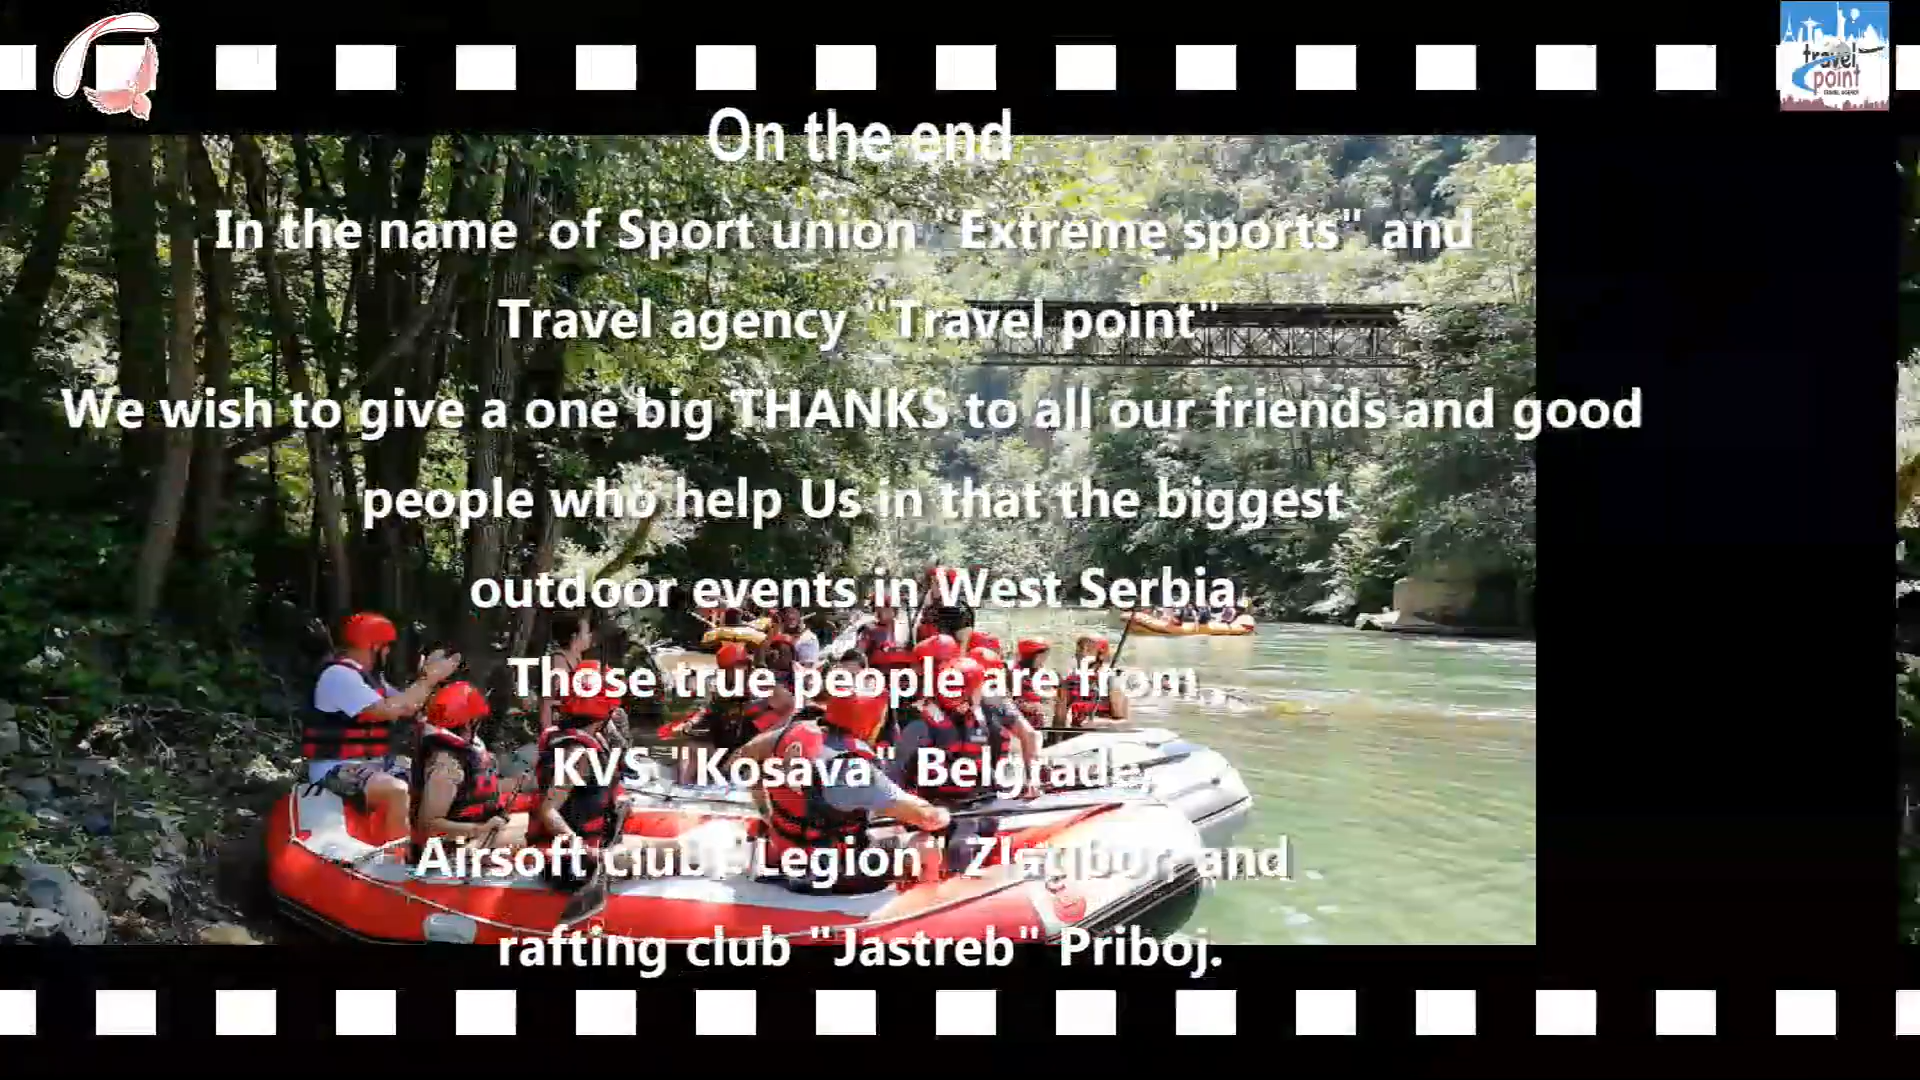 travel
point
TRAVEL AGENCY
On the end
In the name of Sport union "Extreme sports" and
Travel agency "Travel point"
We wish to give a one big THANKS to all our friends and good
people who help Us in that the biggest
outdoor events in West Serbia.
Those true people are from,
KVS "Kosava" Belgrade,
Airsoft club "Legion" Zlatibor, and
rafting club "Jastreb" Priboj.